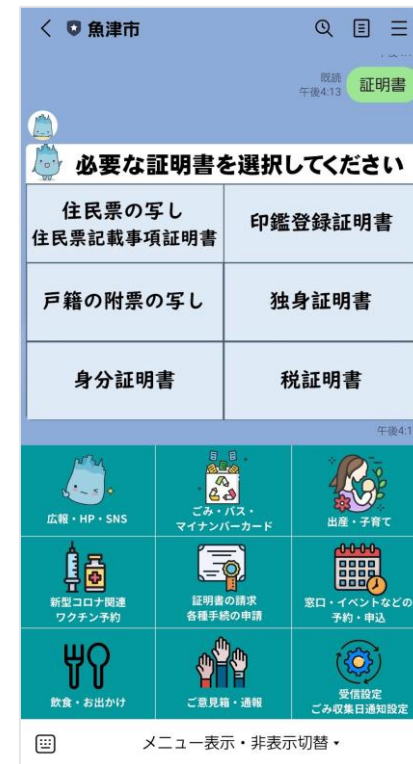 魚津市
既読
午後4:13
証明書
必要な証明書を選択してください
住民票の写し
住民票記載事項証明書
印鑑登録証明書
戸籍の附票の写し
独身証明書
身分証明書
税証明書
午後4:1
広報・HP・SNS
ごみ・バス・
マイナンバーカード
出産・子育て
新型コロナ関連
ワクチン予約
証明書の請求
各種手続の申請
窓口・イベントなどの
予約・申込
飲食・お出かけ
ご意見箱・通報
受信設定
ごみ収集日通知設定
メニュー表示・非表示切替▾